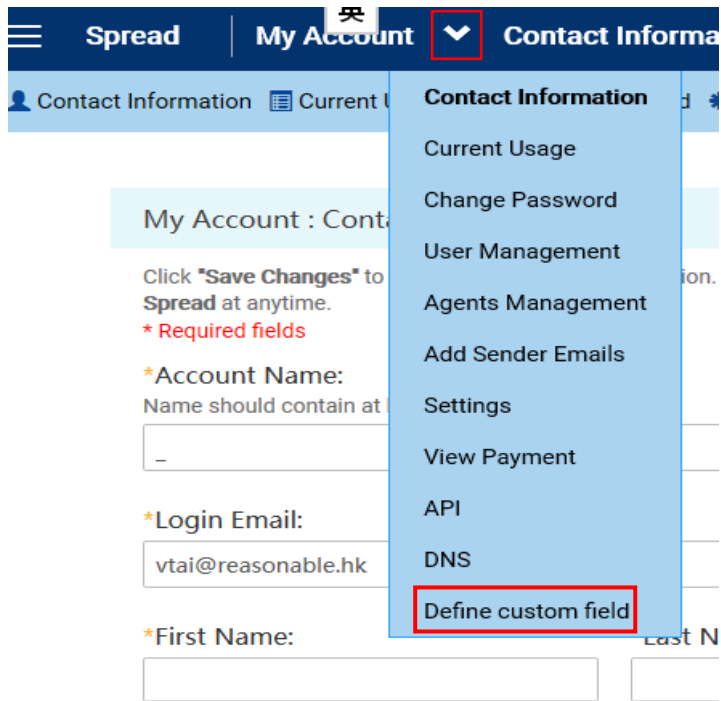 英
Spread
My Account
Contact Informa
Contact Information
Current U
d
Contact Information
Current Usage
Change Password
User Management
Agents Management
Add Sender Emails
Settings
View Payment
API
DNS
Define custom field
My Account : Conta
Click "Save Changes" to
ion.
Spread at anytime.
* Required fields
*Account Name:
Name should contain at l
_
*Login Email:
vtai@reasonable.hk
*First Name:
Last N